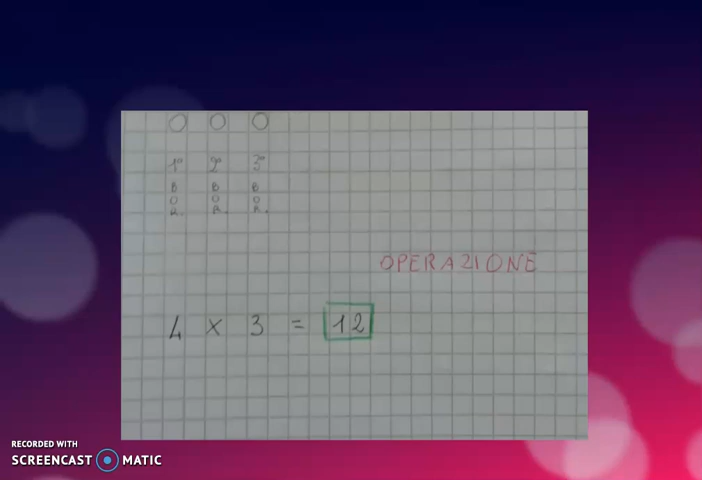 O O O
1° 2° 3°
B B B
O O O
R. R. R.
OPERAZIONE
4 × 3 = 12
RECORDED WITH
SCREENCAST MATIC